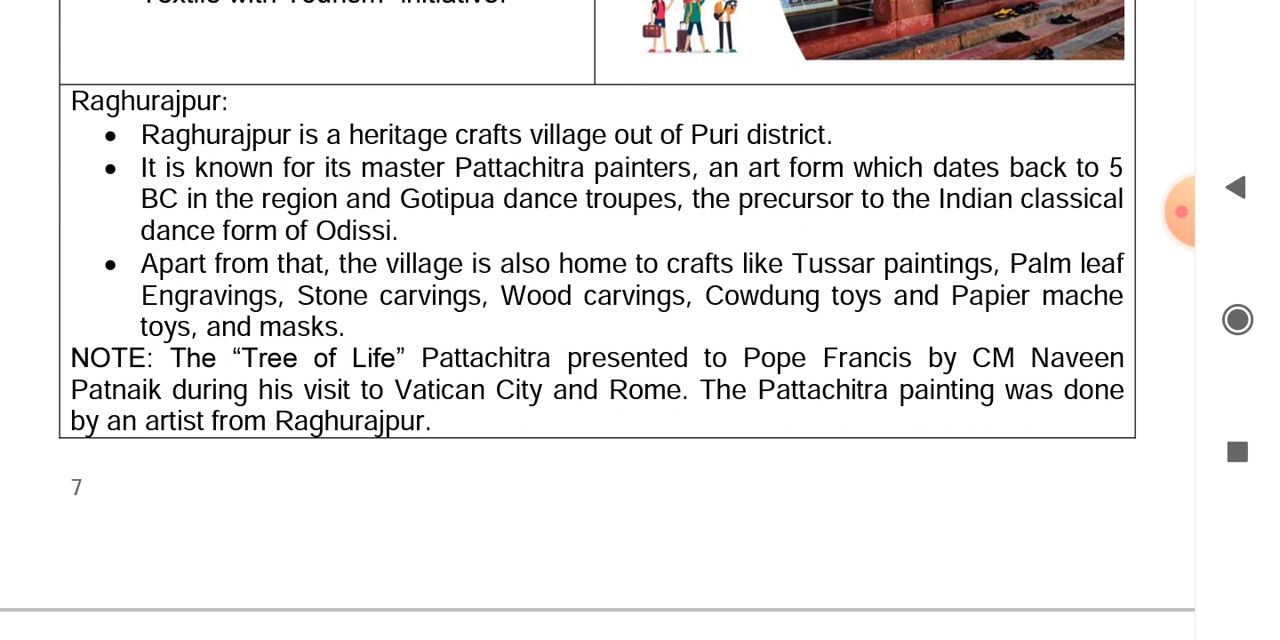 Textile with Tourism" initiative.
Raghurajpur:
• Raghurajpur is a heritage crafts village out of Puri district.
• It is known for its master Pattachitra painters, an art form which dates back to 5
BC in the region and Gotipua dance troupes, the precursor to the Indian classical
dance form of Odissi.
• Apart from that, the village is also home to crafts like Tussar paintings, Palm leaf
Engravings, Stone carvings, Wood carvings, Cowdung toys and Papier mache
toys, and masks.
NOTE: The “Tree of Life” Pattachitra presented to Pope Francis by CM Naveen
Patnaik during his visit to Vatican City and Rome. The Pattachitra painting was done
by an artist from Raghurajpur.
7